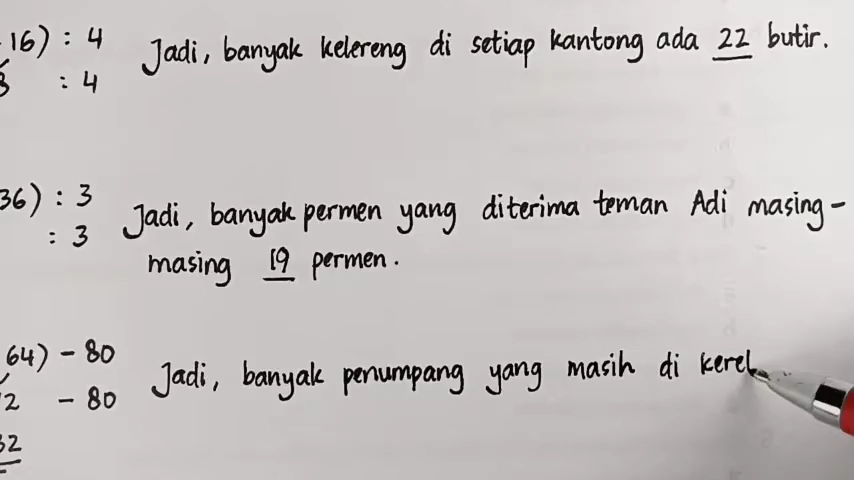 16) : 4 Jadi, banyak kelereng di setiap kantong ada 22 butir.
: 4
36) : 3 Jadi, banyak permen yang diterima teman Adi masing-
: 3
masing 19 permen.
64) - 80 Jadi, banyak penumpang yang masih di kerel
2 - 80
32